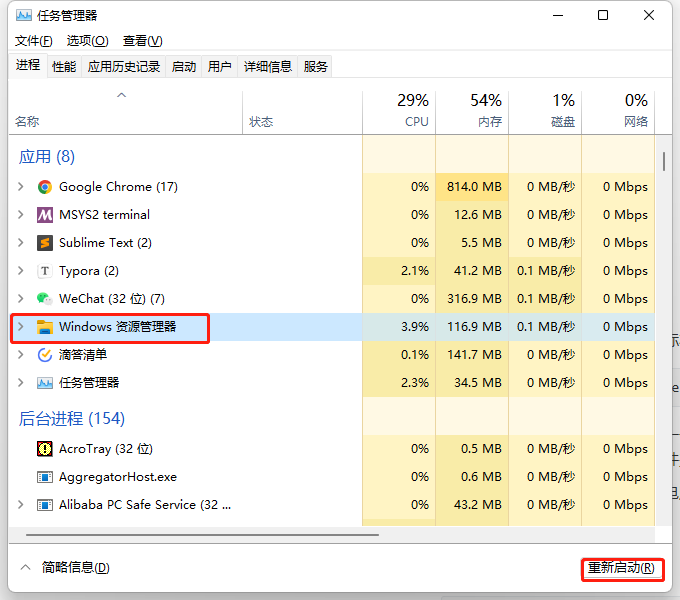 任务管理器
文件(F) 选项(O) 查看(V)
进程 性能 应用历史记录 启动 用户 详细信息 服务
29% 54% 1% 0%
名称 状态 CPU 内存 磁盘 网络
应用 (8)
Google Chrome (17) 0% 814.0 MB 0 MB/秒 0 Mbps
MSYS2 terminal 0% 12.6 MB 0 MB/秒 0 Mbps
Sublime Text (2) 0% 5.5 MB 0 MB/秒 0 Mbps
Typora (2) 2.1% 41.2 MB 0.1 MB/秒 0 Mbps
WeChat (32 位) (7) 0% 316.9 MB 0.1 MB/秒 0 Mbps
Windows 资源管理器 3.9% 116.9 MB 0.1 MB/秒 0 Mbps
滴答清单 0.1% 141.7 MB 0 MB/秒 0 Mbps
任务管理器 2.3% 34.5 MB 0 MB/秒 0 Mbps
后台进程 (154)
AcroTray (32 位) 0% 0.5 MB 0 MB/秒 0 Mbps
AggregatorHost.exe 0% 0.6 MB 0 MB/秒 0 Mbps
Alibaba PC Safe Service (32 ... 0% 43.2 MB 0 MB/秒 0 Mbps
简略信息(D) 重新启动(R)